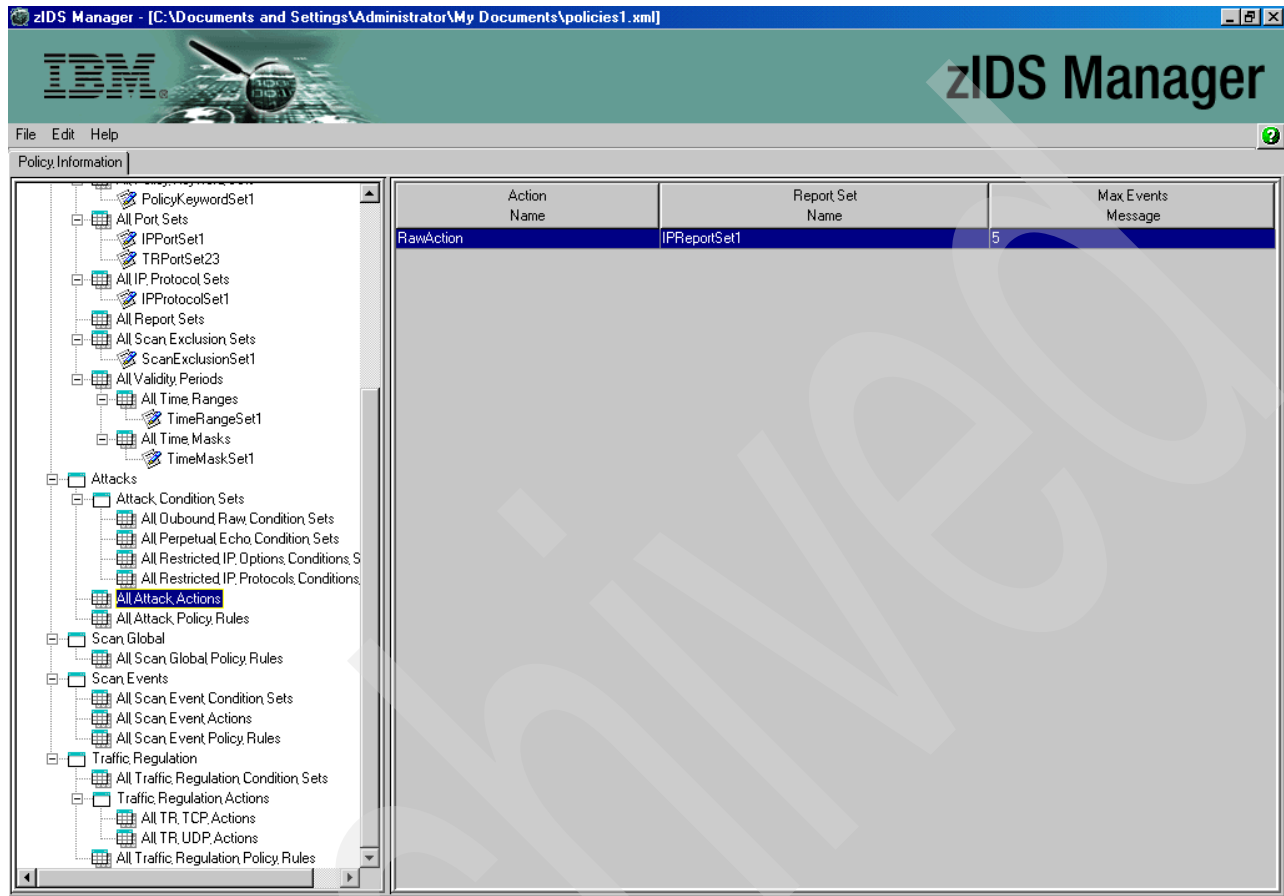 zIDS Manager - [C:\Documents and Settings\Administrator\My Documents\policies1.xml]
IBM
zIDS Manager
File Edit Help
Policy Information
PolicyKeywordSet1
All Port Sets
IPPortSet1
TRPortSet23
All IP Protocol Sets
IPProtocolSet1
All Report Sets
All Scan Exclusion Sets
ScanExclusionSet1
All Validity Periods
All Time Ranges
TimeRangeSet1
All Time Masks
TimeMaskSet1
Attacks
Attack Condition Sets
All Oubound Raw Condition Sets
All Perpetual Echo Condition Sets
All Restricted IP Options Conditions S
All Restricted IP Protocols Conditions
All Attack Actions
All Attack Policy Rules
Scan Global
All Scan Global Policy Rules
Scan Events
All Scan Event Condition Sets
All Scan Event Actions
All Scan Event Policy Rules
Traffic Regulation
All Traffic Regulation Condition Sets
Traffic Regulation Actions
All TR TCP Actions
All TR UDP Actions
All Traffic Regulation Policy Rules
Action Name
Report Set Name
Max Events Message
RawAction IPReportSet1 5